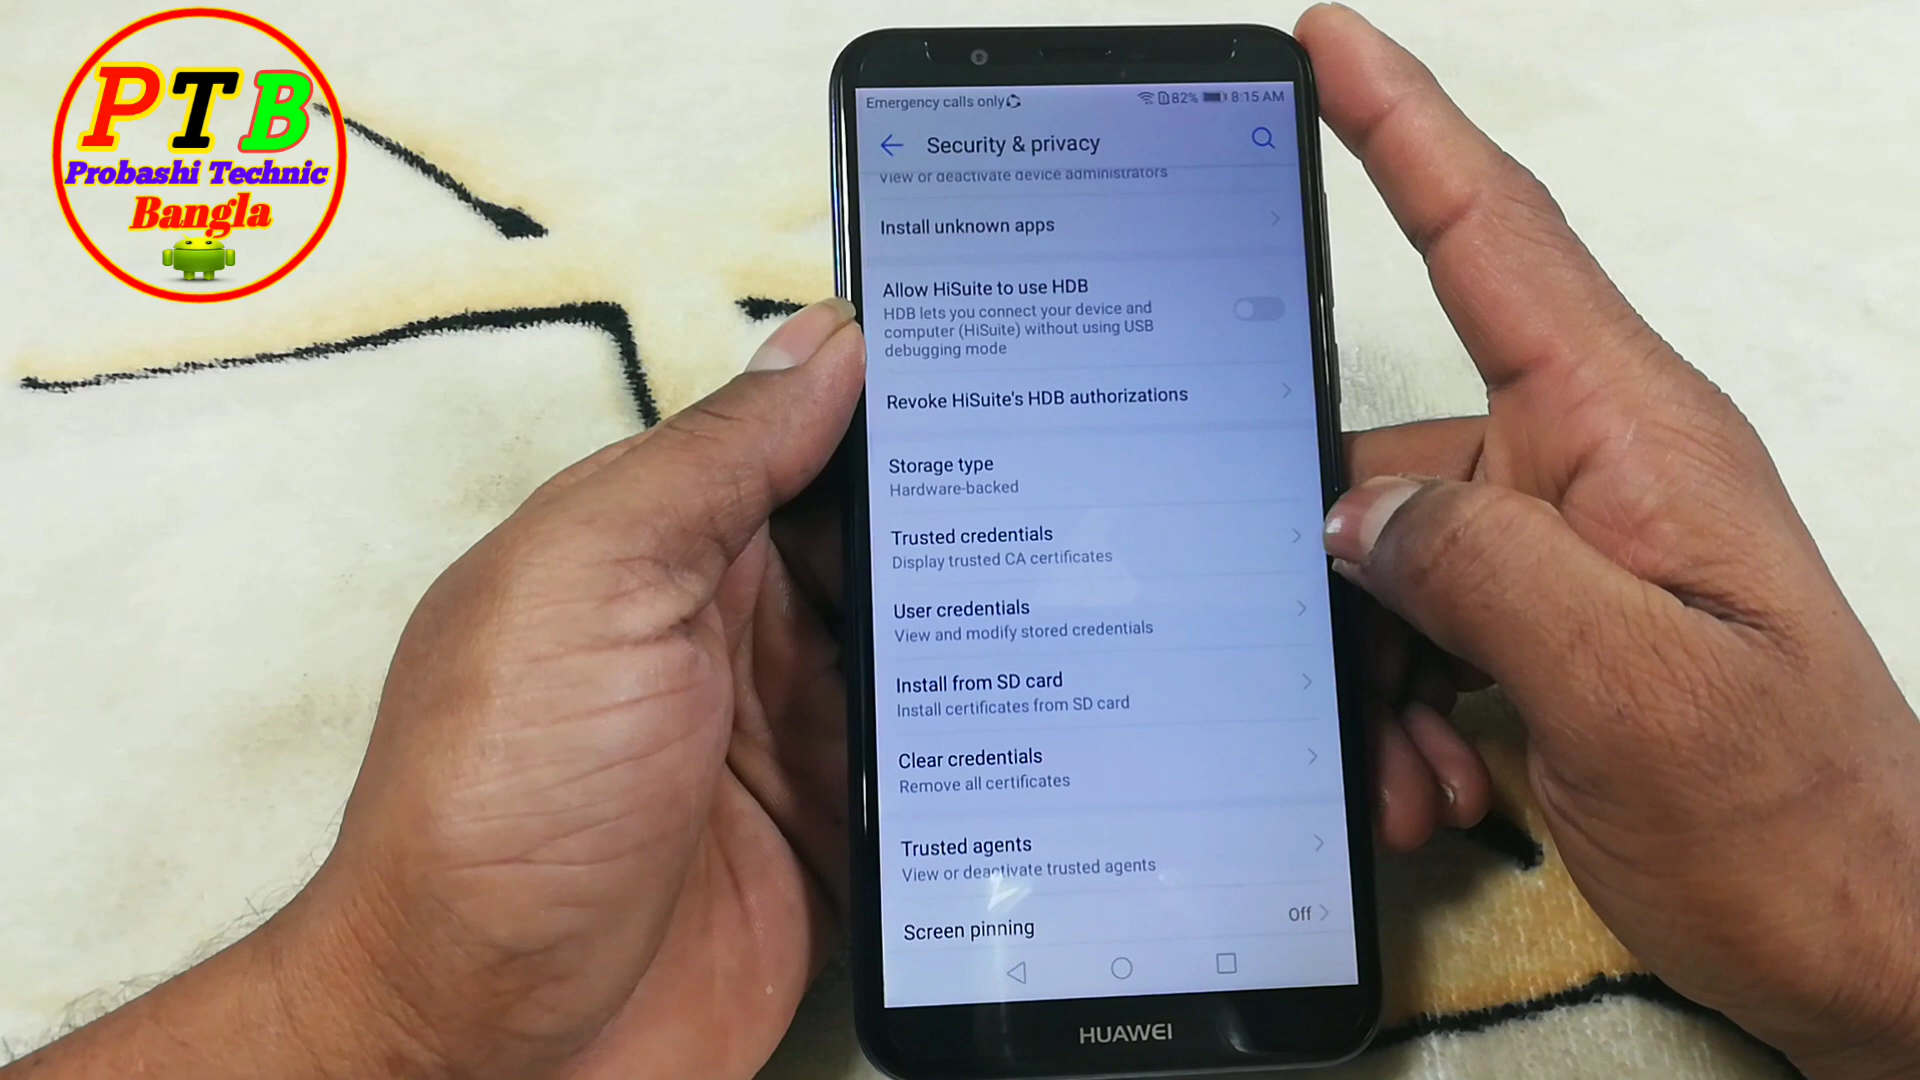 PTB
Probashi Technic
Bangla
Emergency calls only
82% 8:15 AM
Security & privacy
View or deactivate device administrators
Install unknown apps
Allow HiSuite to use HDB
HDB lets you connect your device and
computer (HiSuite) without using USB
debugging mode
Revoke HiSuite's HDB authorizations
Storage type
Hardware-backed
Trusted credentials
Display trusted CA certificates
User credentials
View and modify stored credentials
Install from SD card
Install certificates from SD card
Clear credentials
Remove all certificates
Trusted agents
View or deactivate trusted agents
Screen pinning
Off
HUAWEI